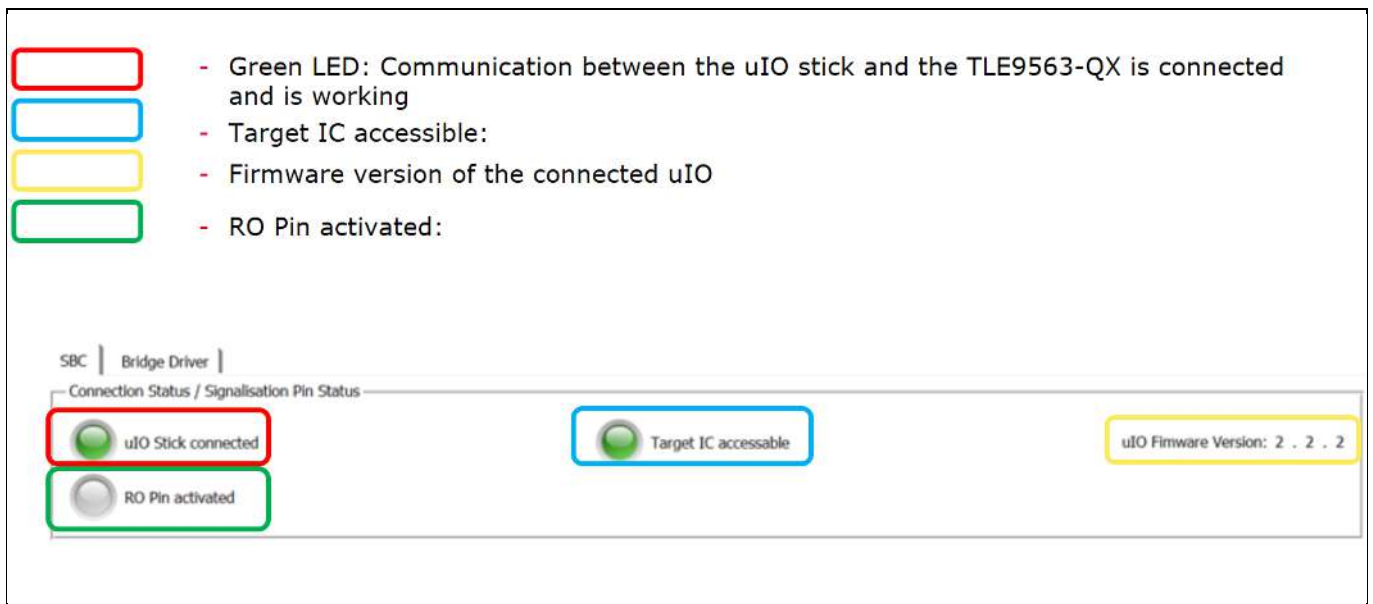 - Green LED: Communication between the uIO stick and the TLE9563-QX is connected
and is working
- Target IC accessible:
- Firmware version of the connected uIO
- RO Pin activated:
SBC Bridge Driver
Connection Status / Signalisation Pin Status
uIO Stick connected Target IC accessable uIO Fimware Version: 2 . 2 . 2
RO Pin activated